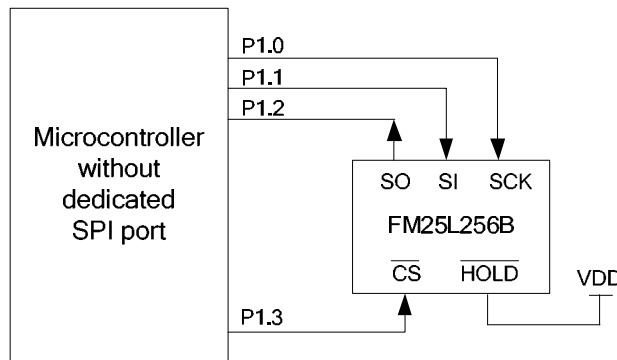 P1.0
P1.1
P1.2
Microcontroller
without
dedicated
SPI port
SO SI SCK
FM25L256B
CS HOLD
VDD
P1.3